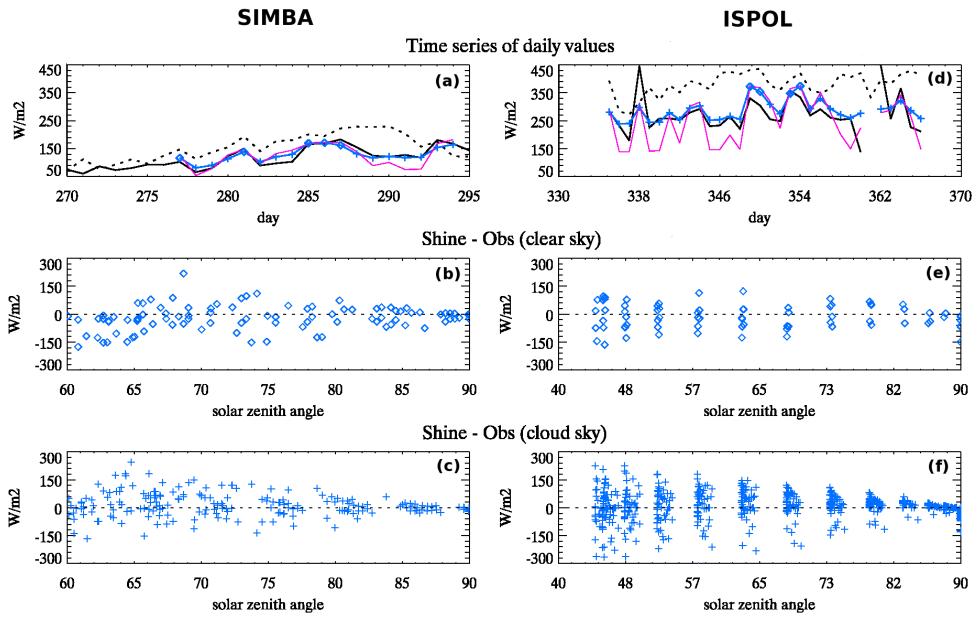 SIMBA ISPOL
Time series of daily values
450 (a) 450 (d)
350 350
W/m2 250 W/m2 250
150 150
50 50
270 275 280 285 290 295 330 338 346 354 362 370
day day
Shine - Obs (clear sky)
300 (b) 300 (e)
150 150
W/m2 0 W/m2 0
-150 -150
-300 -300
60 65 70 75 80 85 90 40 48 57 65 73 82 90
solar zenith angle solar zenith angle
Shine - Obs (cloud sky)
300 (c) 300 (f)
150 150
W/m2 0 W/m2 0
-150 -150
-300 -300
60 65 70 75 80 85 90 40 48 57 65 73 82 90
solar zenith angle solar zenith angle